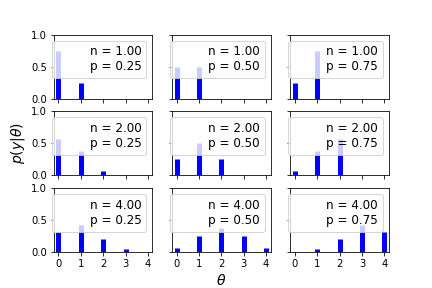 1.0
0.5
0.0
n = 1.00
p = 0.25
n = 1.00
p = 0.50
n = 1.00
p = 0.75
1.0
0.5
0.0
n = 2.00
p = 0.25
n = 2.00
p = 0.50
n = 2.00
p = 0.75
p(y|θ)
1.0
0.5
0.0
n = 4.00
p = 0.25
n = 4.00
p = 0.50
n = 4.00
p = 0.75
0 1 2 3 4
0 1 2 3 4
0 1 2 3 4
θ